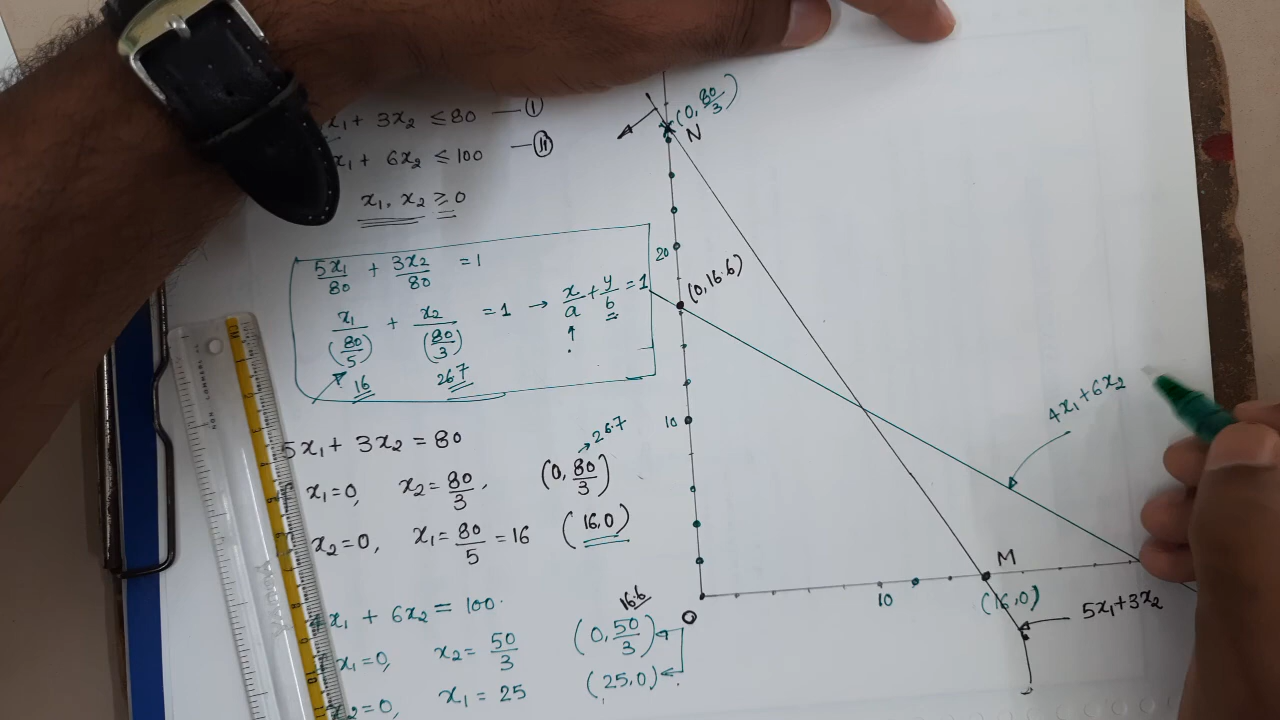 x₁ + 3x₂ ≤ 80 — (I)
x₁ + 6x₂ ≤ 100 — (II)
x₁, x₂ ≥ 0
5x₁/80 + 3x₂/80 = 1
x₁/(80/5) + x₂/(80/3) = 1 → x/a + y/b = 1
16 26.7
5x₁ + 3x₂ = 80
x₁=0, x₂ = 80/3, (0, 80/3) → 26.7
x₂=0, x₁ = 80/5 = 16 (16,0)
4x₁ + 6x₂ = 100.
x₁=0, x₂ = 50/3 (0, 50/3) 16.6
x₂=0, x₁ = 25 (25,0)
(0, 80/3)
N
20
(0, 16.6)
10
4x₁+6x₂
M
O
10
(16,0)
5x₁+3x₂